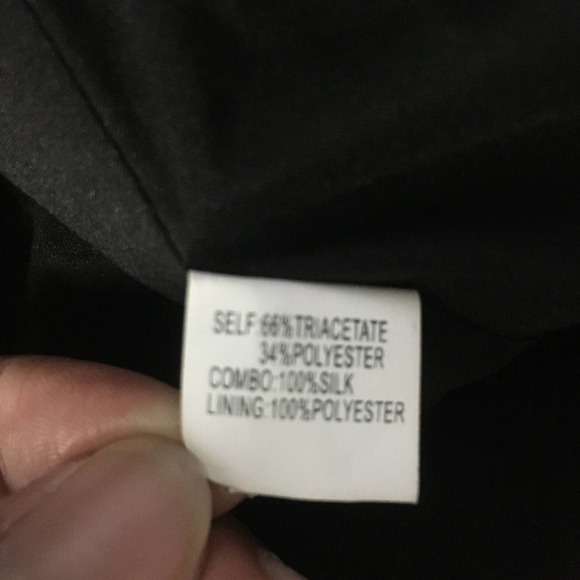 SELF:66%TRIACETATE
34%POLYESTER
COMBO:100%SILK
LINING:100%POLYESTER